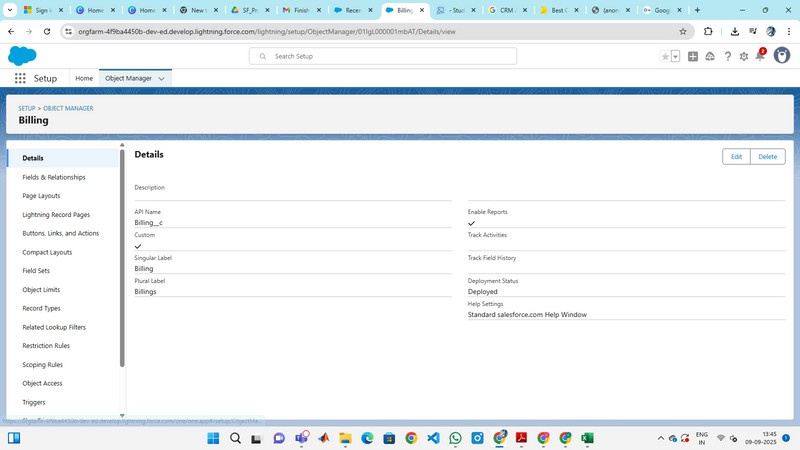 Sign in
Home
Home
New t
SF_Pr
Finish
Recen
Billing
- Stud
CRM
Best C
(anon
Googl
orgfarm-4f9ba4450b-dev-ed.develop.lightning.force.com/lightning/setup/ObjectManager/01IgL000001mbAT/Details/view
Search Setup
2
Setup
Home
Object Manager
SETUP > OBJECT MANAGER
Billing
Details
Fields & Relationships
Page Layouts
Lightning Record Pages
Buttons, Links, and Actions
Compact Layouts
Field Sets
Object Limits
Record Types
Related Lookup Filters
Restriction Rules
Scoping Rules
Object Access
Triggers
Details
Edit
Delete
Description
API Name
Billing__c
Custom
Singular Label
Billing
Plural Label
Billings
Enable Reports
Track Activities
Track Field History
Deployment Status
Deployed
Help Settings
Standard salesforce.com Help Window
https://orgfarm-4f9ba4450b-dev-ed.develop.lightning.force.com/one/one.app#/setup/ObjectMa...
ENG
IN
13:45
09-09-2025